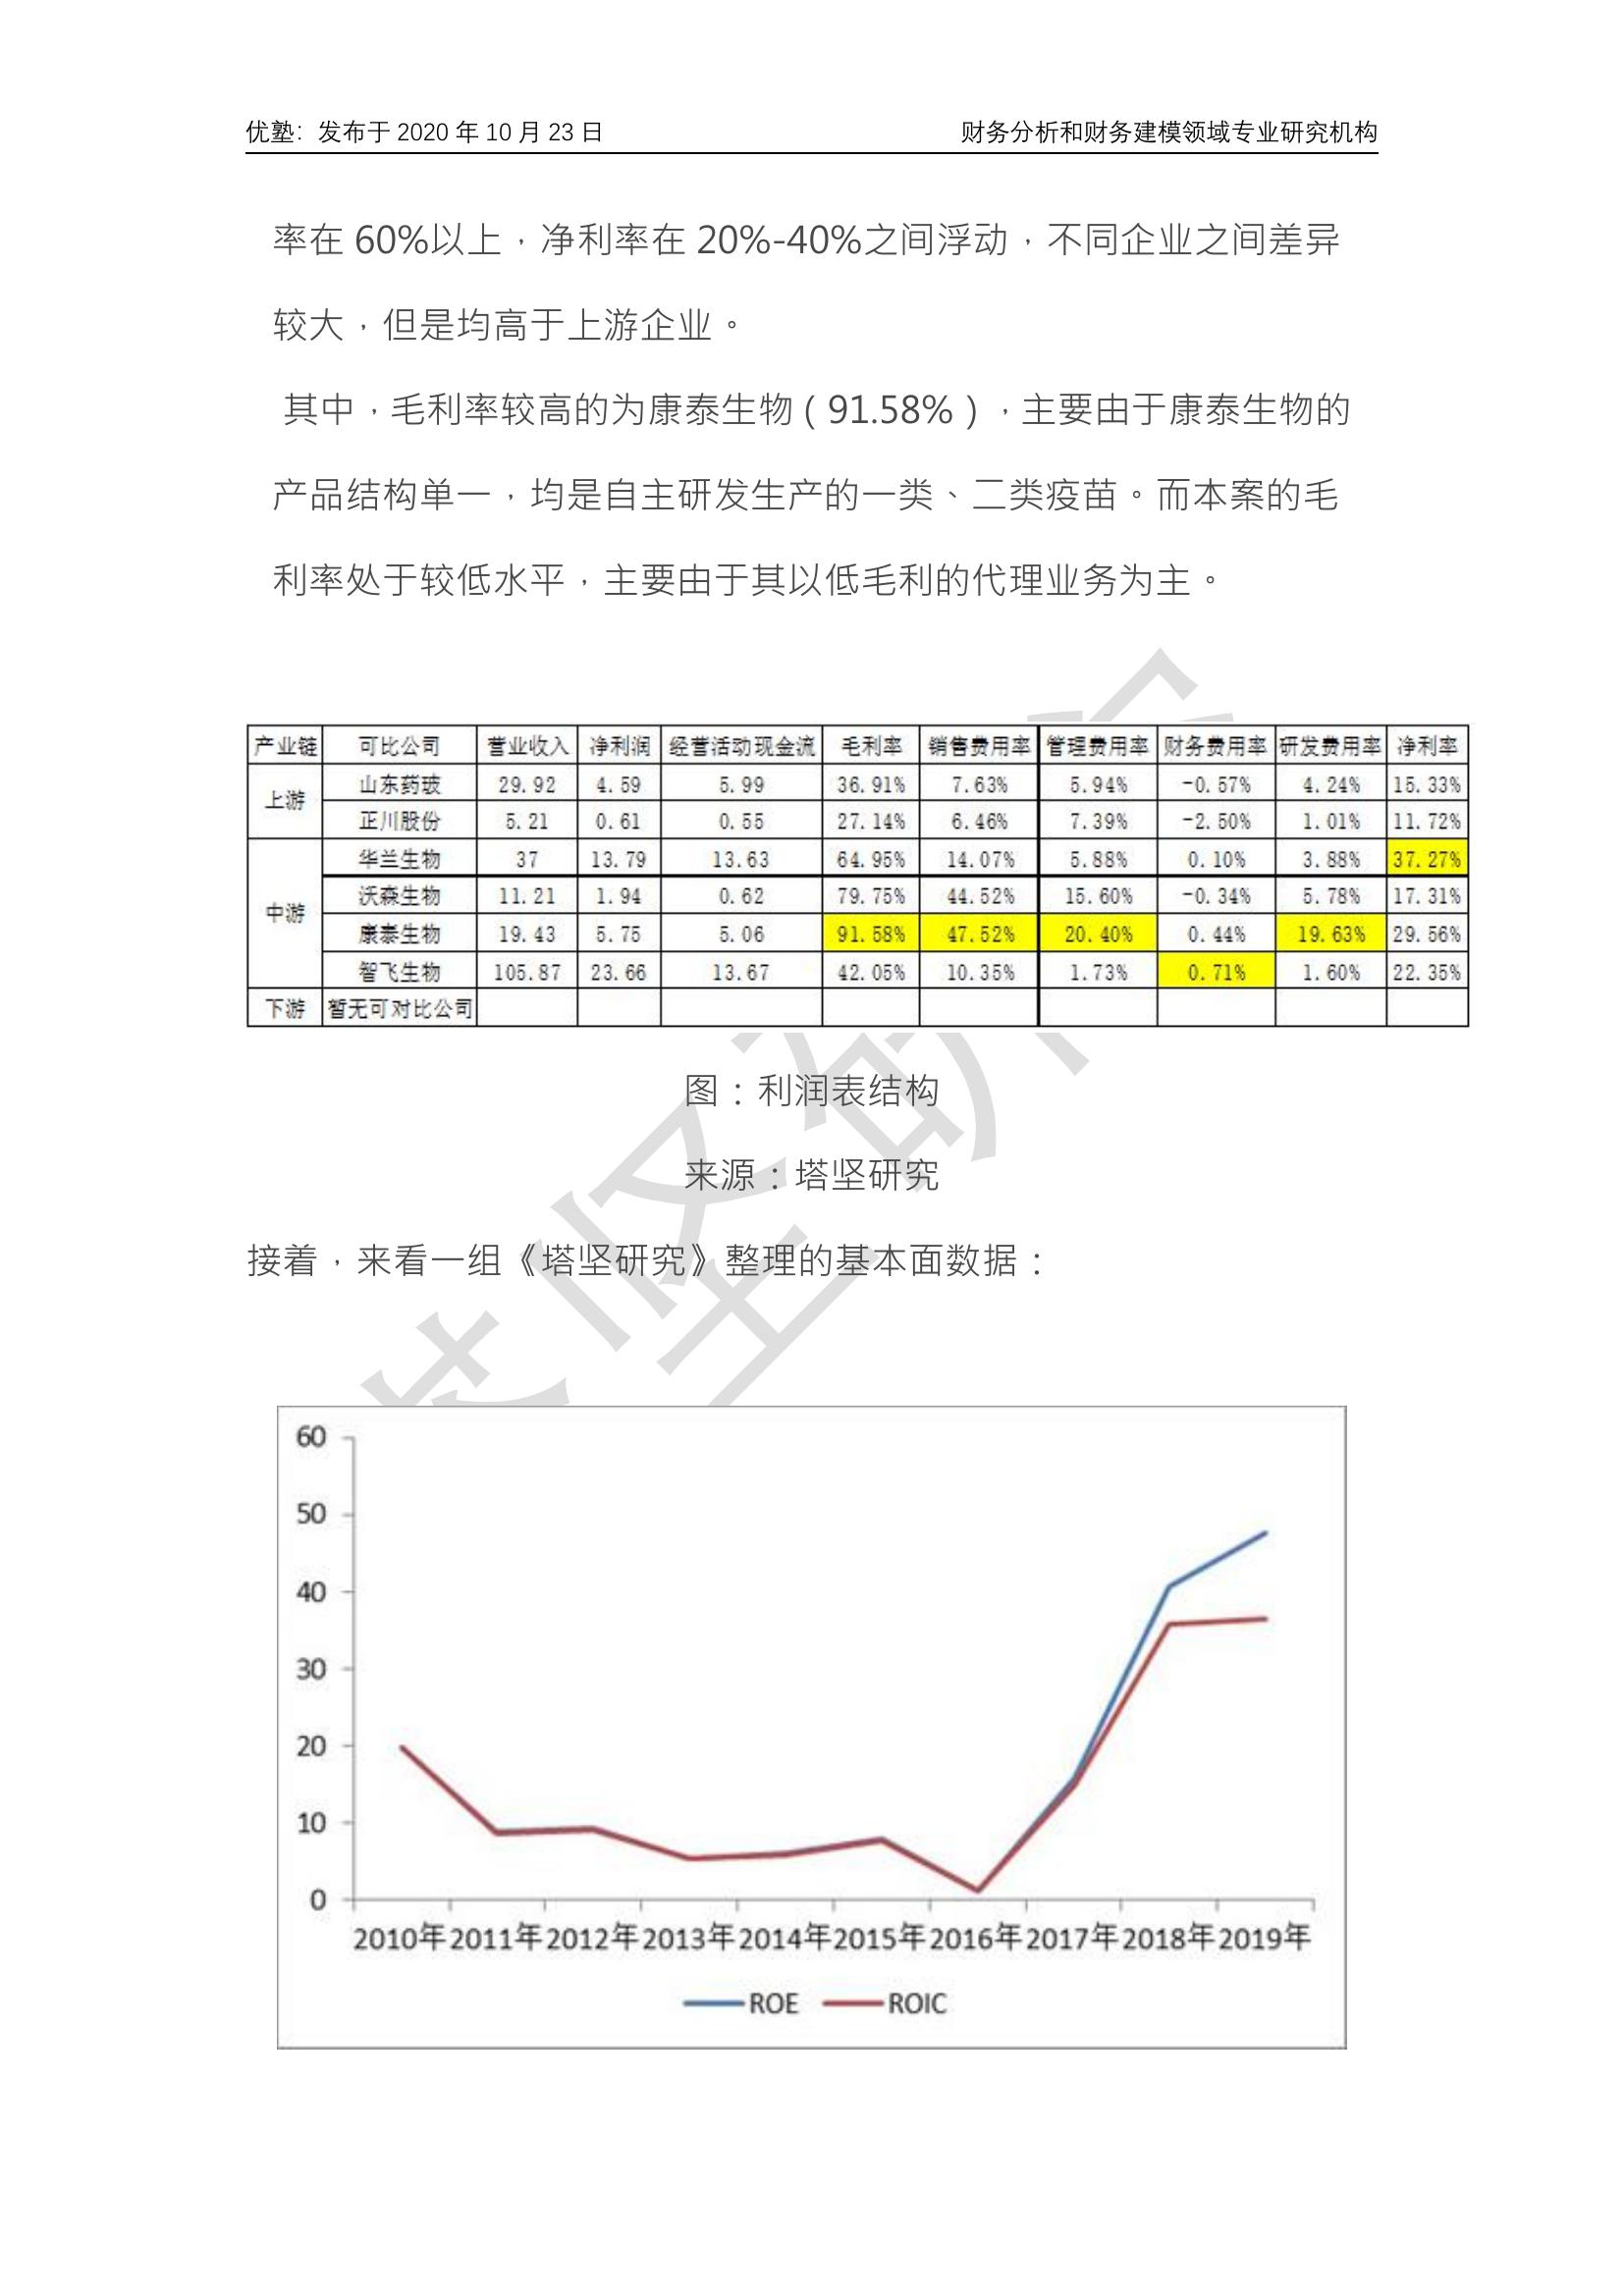 优塾：发布于 2020 年 10 月 23 日 财务分析和财务建模领域专业研究机构
率在 60%以上，净利率在 20%-40%之间浮动，不同企业之间差异
较大，但是均高于上游企业。
其中，毛利率较高的为康泰生物（91.58%），主要由于康泰生物的
产品结构单一，均是自主研发生产的一类、二类疫苗。而本案的毛
利率处于较低水平，主要由于其以低毛利的代理业务为主。
产业链 可比公司 营业收入 净利润 经营活动现金流 毛利率 销售费用率 管理费用率 财务费用率 研发费用率 净利率
上游 山东药玻 29.92 4.59 5.99 36.91% 7.63% 5.94% -0.57% 4.24% 15.33%
正川股份 5.21 0.61 0.55 27.14% 6.46% 7.39% -2.50% 1.01% 11.72%
中游 华兰生物 37 13.79 13.63 64.95% 14.07% 5.88% 0.10% 3.88% 37.27%
沃森生物 11.21 1.94 0.62 79.75% 44.52% 15.60% -0.34% 5.78% 17.31%
康泰生物 19.43 5.75 5.06 91.58% 47.52% 20.40% 0.44% 19.63% 29.56%
智飞生物 105.87 23.66 13.67 42.05% 10.35% 1.73% 0.71% 1.60% 22.35%
下游 暂无可对比公司
图：利润表结构
来源：塔坚研究
接着，来看一组《塔坚研究》整理的基本面数据：
60
50
40
30
20
10
0
2010年 2011年 2012年 2013年 2014年 2015年 2016年 2017年 2018年 2019年
ROE ROIC